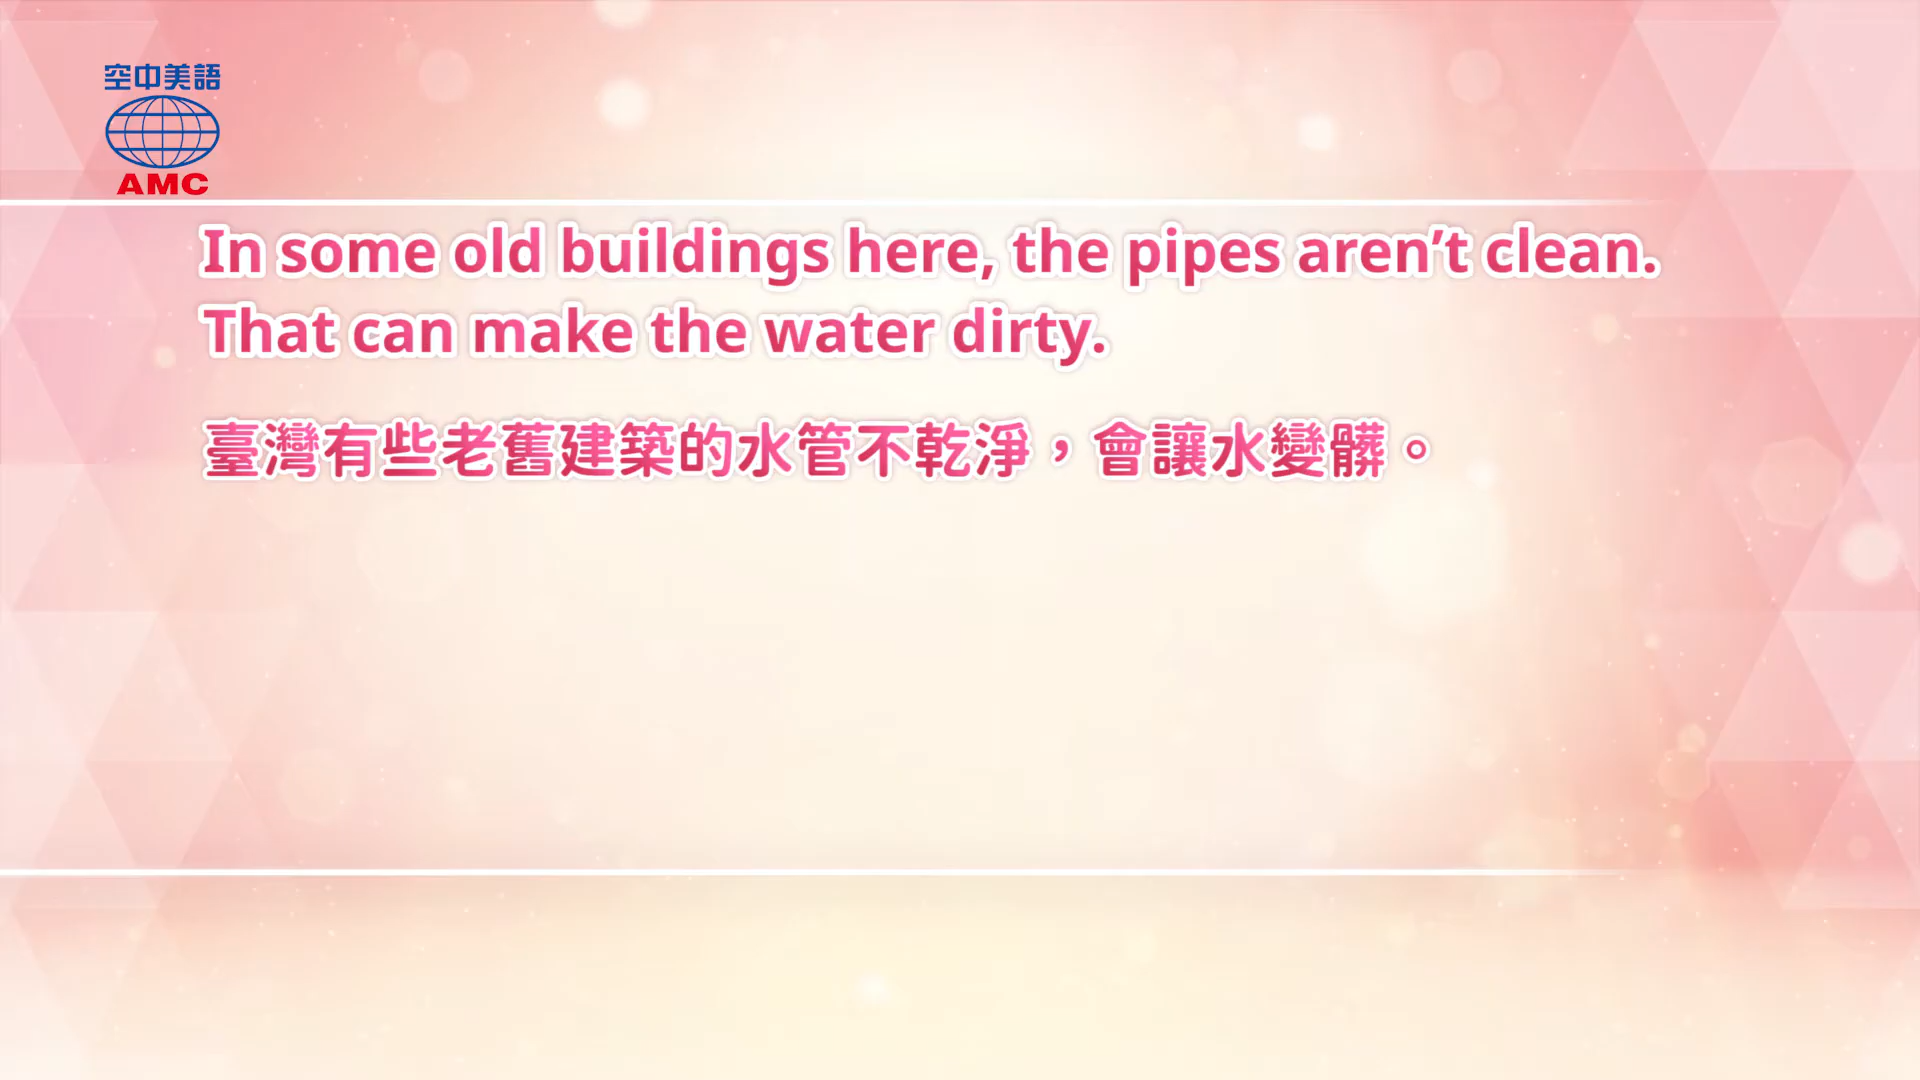 空中美語
AMC
In some old buildings here, the pipes aren’t clean.
That can make the water dirty.
臺灣有些老舊建築的水管不乾淨，會讓水變髒。